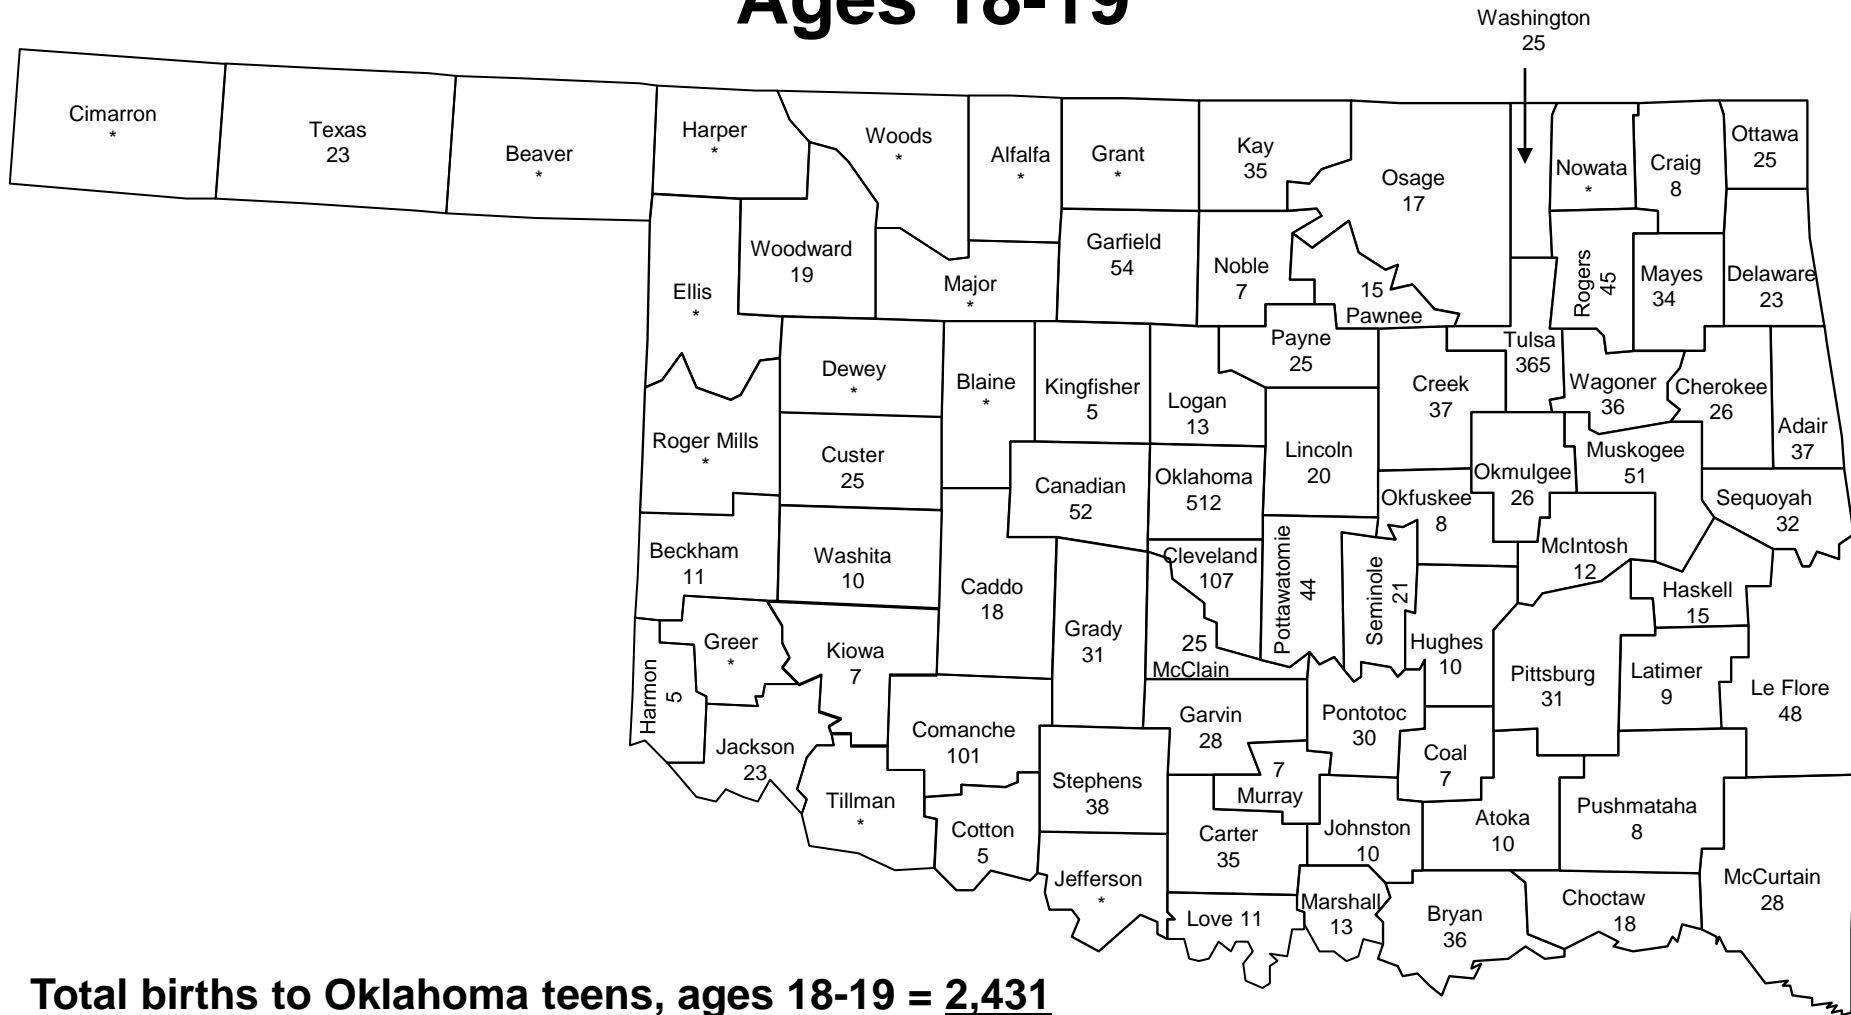 Ages 18-19
Washington
25
Cimarron
*
Texas
23
Beaver
*
Harper
*
Woods
*
Alfalfa
*
Grant
*
Kay
35
Osage
17
Nowata
*
Craig
8
Ottawa
25
Ellis
*
Woodward
19
Major
*
Garfield
54
Noble
7
15
Pawnee
Rogers
45
Mayes
34
Delaware
23
Dewey
*
Blaine
*
Kingfisher
5
Logan
13
Payne
25
Creek
37
Tulsa
365
Wagoner
36
Cherokee
26
Adair
37
Roger Mills
*
Custer
25
Canadian
52
Oklahoma
512
Lincoln
20
Okfuskee
8
Okmulgee
26
Muskogee
51
Sequoyah
32
Beckham
11
Washita
10
Caddo
18
Grady
31
Cleveland
107
25
McClain
Pottawatomie
44
Seminole
21
Hughes
10
McIntosh
12
Haskell
15
Harmon
5
Greer
*
Kiowa
7
Pittsburg
31
Latimer
9
Le Flore
48
Jackson
23
Comanche
101
Garvin
28
Pontotoc
30
Coal
7
Tillman
*
Stephens
38
7
Murray
Cotton
5
Carter
35
Johnston
10
Atoka
10
Pushmataha
8
Jefferson
*
Love 11
Marshall
13
Bryan
36
Choctaw
18
McCurtain
28
Total births to Oklahoma teens, ages 18-19 = 2,431